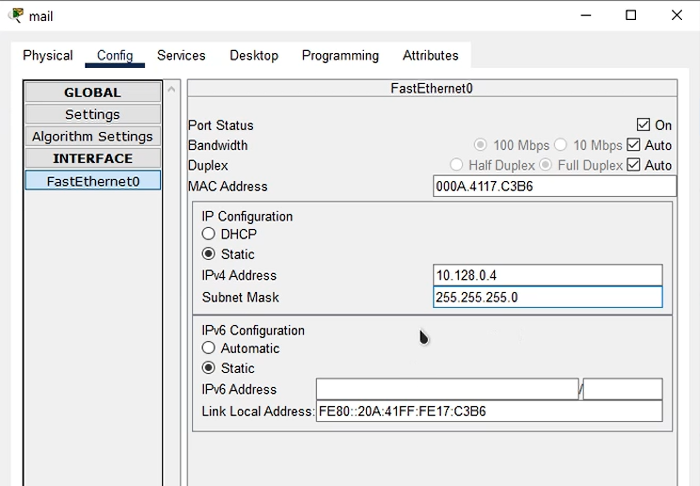 mail
Physical Config Services Desktop Programming Attributes
GLOBAL
Settings
Algorithm Settings
INTERFACE
FastEthernet0
FastEthernet0
Port Status On
Bandwidth 100 Mbps 10 Mbps Auto
Duplex Half Duplex Full Duplex Auto
MAC Address 000A.4117.C3B6
IP Configuration
DHCP
Static
IPv4 Address 10.128.0.4
Subnet Mask 255.255.255.0
IPv6 Configuration
Automatic
Static
IPv6 Address /
Link Local Address: FE80::20A:41FF:FE17:C3B6